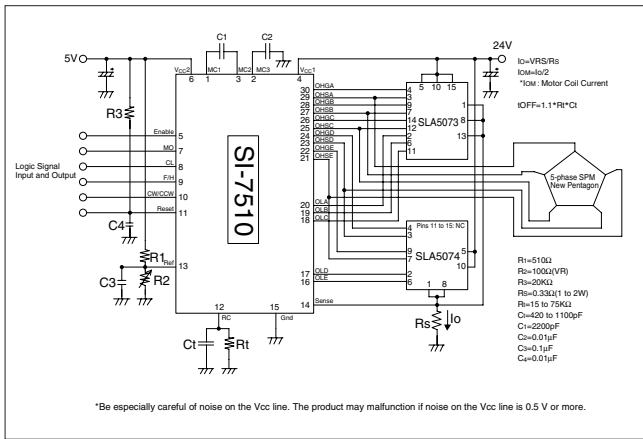 C1
C2
5V
24V
Vcc2
MC1
MC2
MC3
Vcc1
6
1
3
2
4
Io=VRS/RS
IOM=Io/2
*IOM : Motor Coil Current
tOFF=1.1*Rt*Ct
R3
Logic Signal
Input and Output
Enable
5
MO
7
CL
8
F/H
9
CW/CCW
10
Reset
11
C4
R1
Ref
13
C3
R2
SI-7510
30
OHGA
29
OHSA
28
OHGB
27
OHSB
26
OHGC
25
OHSC
24
OHGD
23
OHSD
22
OHGE
21
OHSE
20
OLA
19
OLB
18
OLC
17
OLD
16
OLE
14
Sense
12
RC
15
Gnd
Ct
Rt
5 10 15
4
3
9
7
14
12
2
6
11
1
8
13
SLA5073
5-phase SPM
New Pentagon
Pins 11 to 15: NC
4
3
9
7
2
6
5
10
1 8
SLA5074
Rs
Io
R1=510Ω
R2=100Ω(VR)
R3=20KΩ
RS=0.33Ω(1 to 2W)
Rt=15 to 75KΩ
Ct=420 to 1100pF
C1=2200pF
C2=0.01µF
C3=0.1µF
C4=0.01µF
*Be especially careful of noise on the Vcc line. The product may malfunction if noise on the Vcc line is 0.5 V or more.